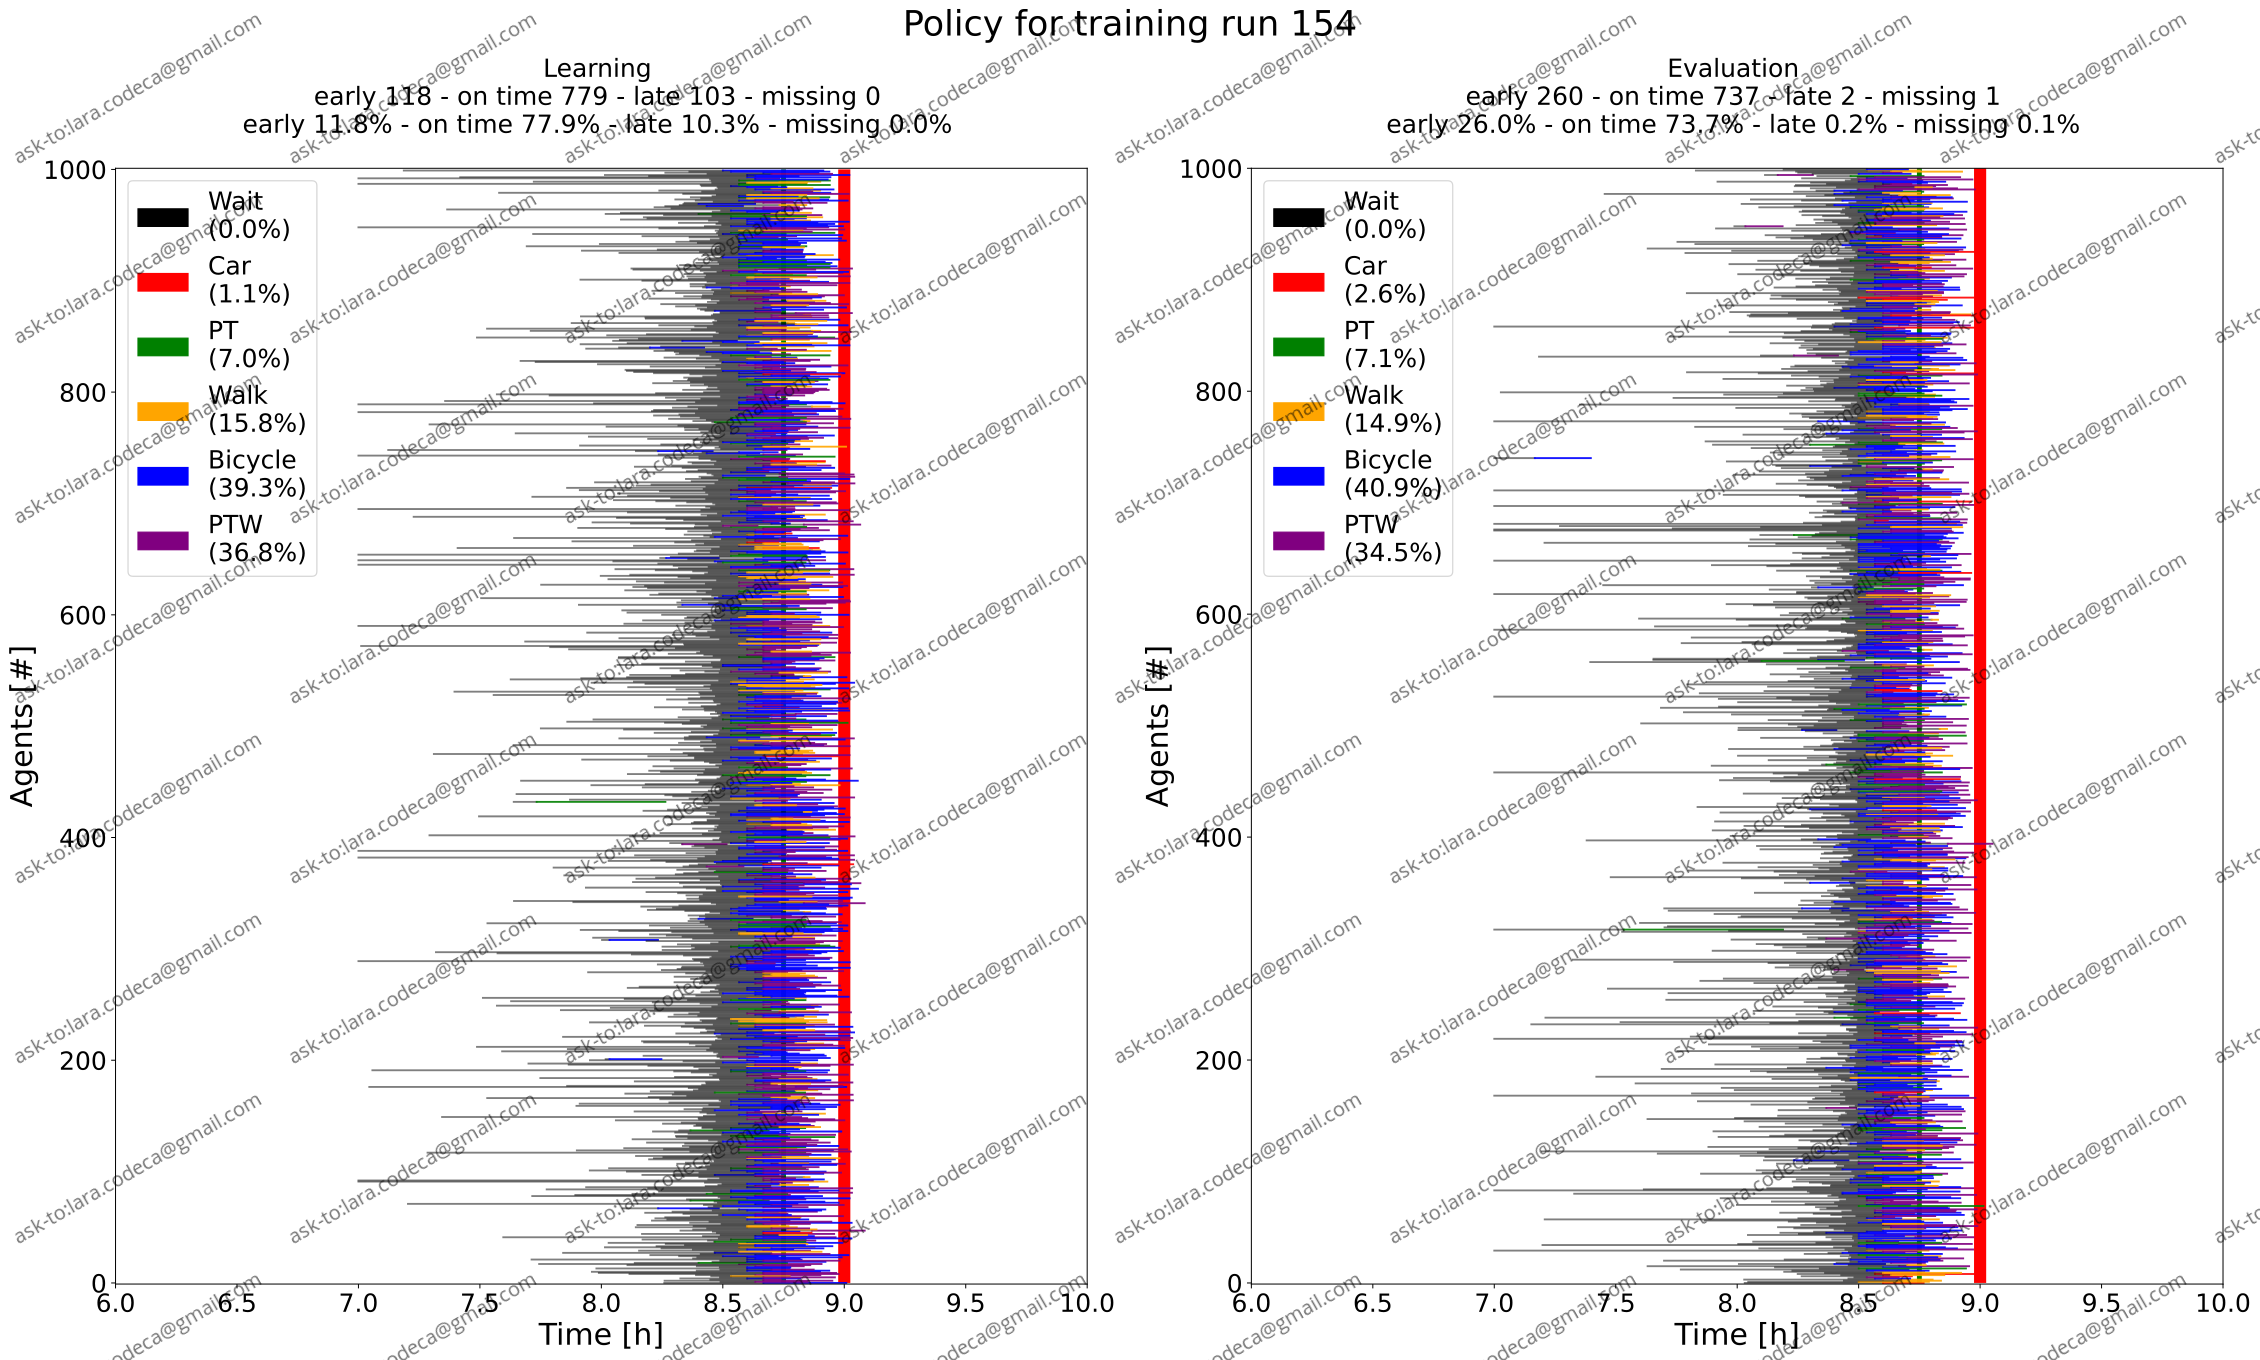 Policy for training run 154
Learning
early 118 - on time 779 - late 103 - missing 0
early 11.8% - on time 77.9% - late 10.3% - missing 0.0%
Agents [#]
1000
800
600
400
200
0
Wait
(0.0%)
Car
(1.1%)
PT
(7.0%)
Walk
(15.8%)
Bicycle
(39.3%)
PTW
(36.8%)
6.0 6.5 7.0 7.5 8.0 8.5 9.0 9.5 10.0
Time [h]
Evaluation
early 260 - on time 737 - late 2 - missing 1
early 26.0% - on time 73.7% - late 0.2% - missing 0.1%
Agents [#]
1000
800
600
400
200
0
Wait
(0.0%)
Car
(2.6%)
PT
(7.1%)
Walk
(14.9%)
Bicycle
(40.9%)
PTW
(34.5%)
6.0 6.5 7.0 7.5 8.0 8.5 9.0 9.5 10.0
Time [h]
ask-to:lara.codeca@gmail.com